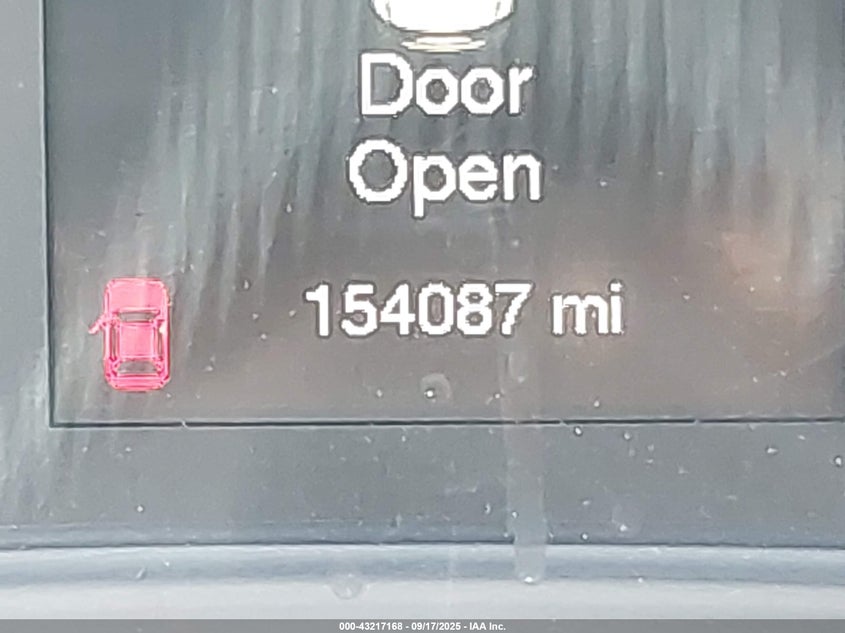 Door
Open
154087 mi
000-43217168 - 09/17/2025 - IAA Inc.